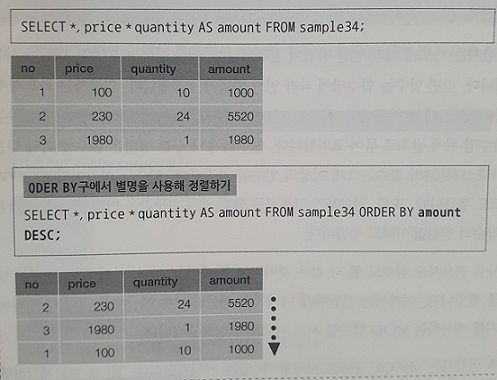 SELECT *, price * quantity AS amount FROM sample34;
no price quantity amount
1 100 10 1000
2 230 24 5520
3 1980 1 1980
ODER BY구에서 별명을 사용해 정렬하기
SELECT *, price * quantity AS amount FROM sample34 ORDER BY amount
DESC;
no price quantity amount
2 230 24 5520
3 1980 1 1980
1 100 10 1000